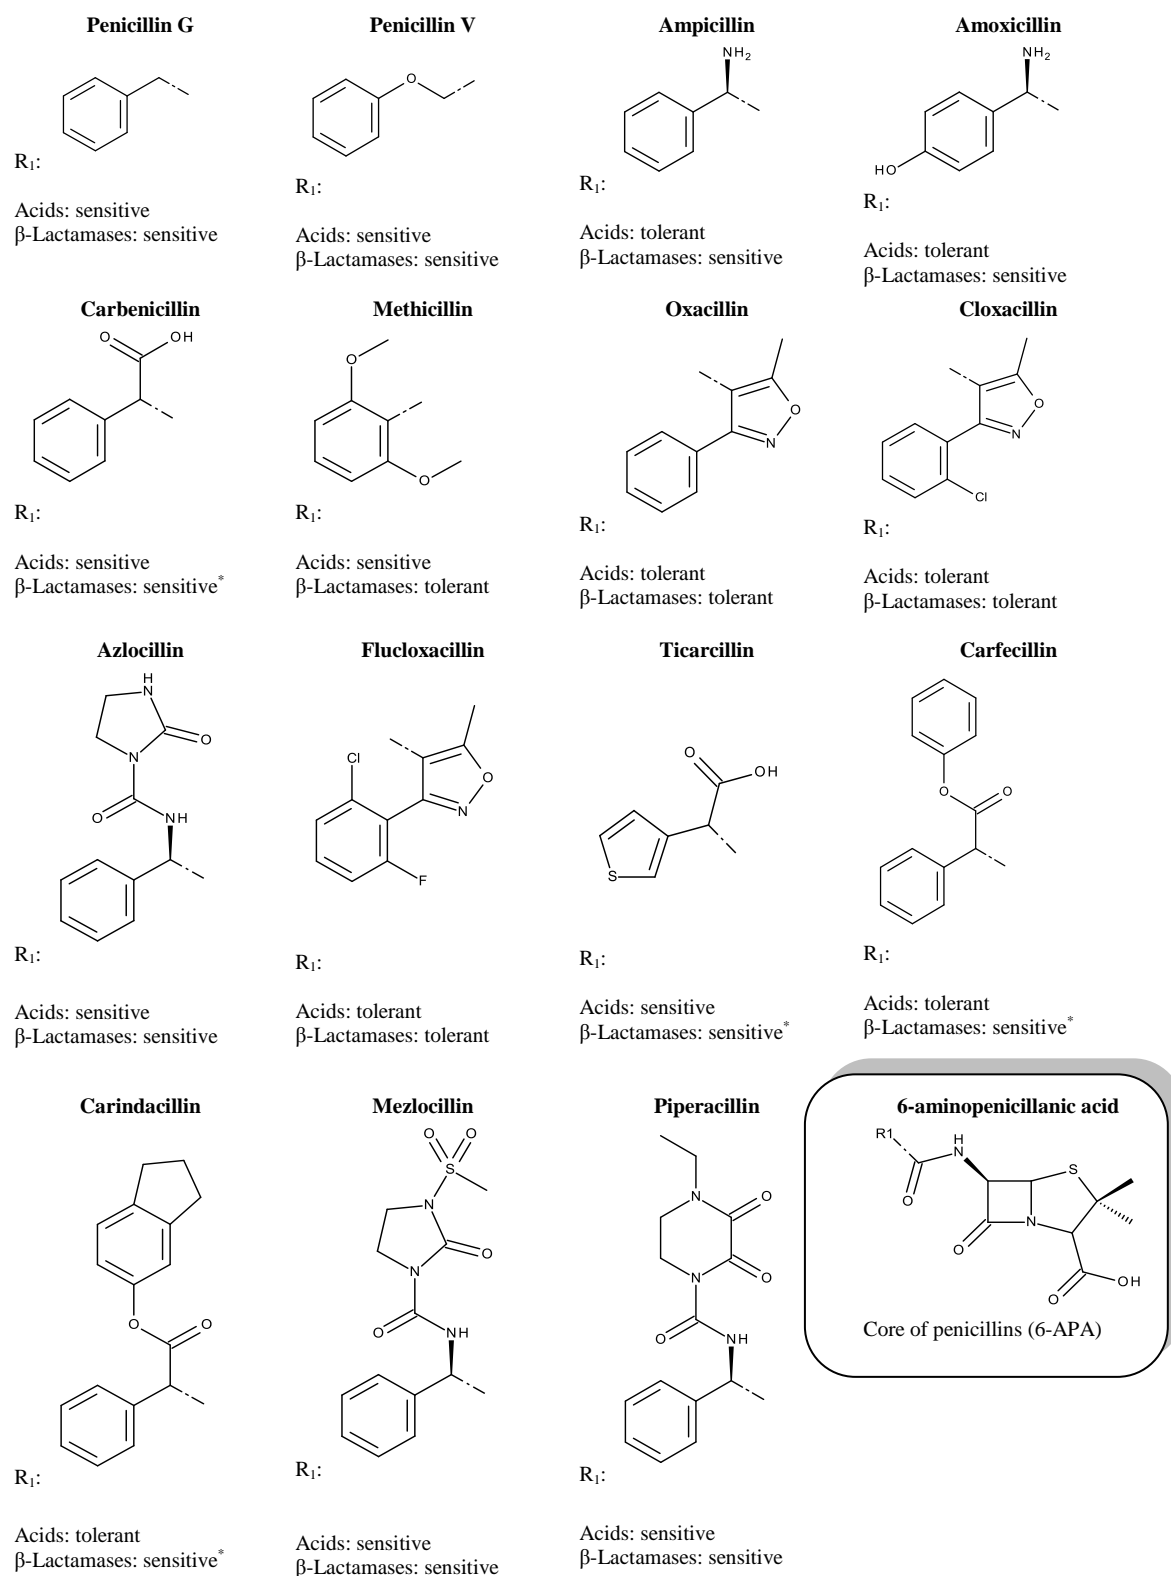 Penicillin G
Penicillin V
Ampicillin
Amoxicillin
NH2
NH2
O
HO
R1:
R1:
R1:
R1:
Acids: sensitive
β-Lactamases: sensitive
Acids: sensitive
β-Lactamases: sensitive
Acids: tolerant
β-Lactamases: sensitive
Acids: tolerant
β-Lactamases: sensitive
Carbenicillin
Methicillin
Oxacillin
Cloxacillin
O
OH
O
O
O
N
O
N
Cl
R1:
R1:
R1:
R1:
Acids: sensitive
β-Lactamases: sensitive*
Acids: sensitive
β-Lactamases: tolerant
Acids: tolerant
β-Lactamases: tolerant
Acids: tolerant
β-Lactamases: tolerant
Azlocillin
Flucloxacillin
Ticarcillin
Carfecillin
H
N
O
N
O
NH
Cl
O
N
F
O
OH
S
O
O
R1:
R1:
R1:
R1:
Acids: sensitive
β-Lactamases: sensitive
Acids: tolerant
β-Lactamases: tolerant
Acids: sensitive
β-Lactamases: sensitive*
Acids: tolerant
β-Lactamases: sensitive*
Carindacillin
Mezlocillin
Piperacillin
6-aminopenicillanic acid
O
O
O
O
S
N
O
N
O
NH
N
O
O
N
O
NH
R1
H
N
O
S
N
O
OH
O
Core of penicillins (6-APA)
R1:
R1:
R1:
Acids: tolerant
β-Lactamases: sensitive*
Acids: sensitive
β-Lactamases: sensitive
Acids: sensitive
β-Lactamases: sensitive